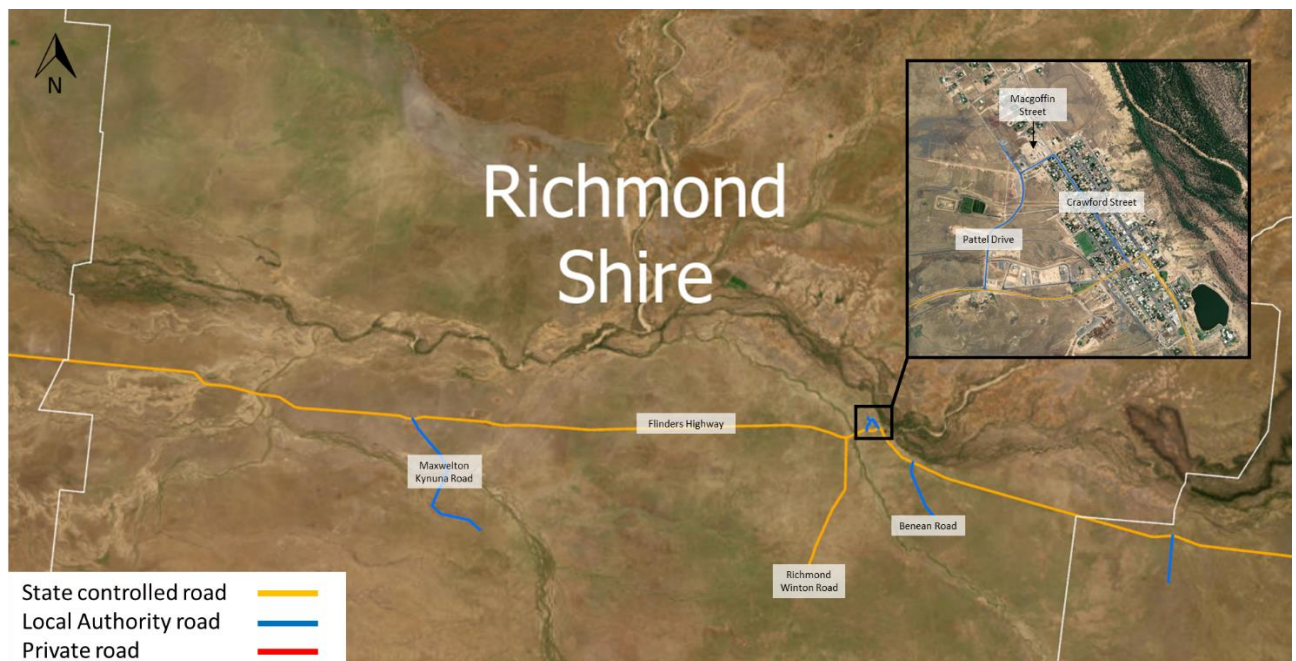 N
Richmond
Shire
Macgoffin
Street
Crawford Street
Pattel Drive
Flinders Highway
Maxwelton
Kynuna Road
Benean Road
Richmond
Winton Road
State controlled road
Local Authority road
Private road